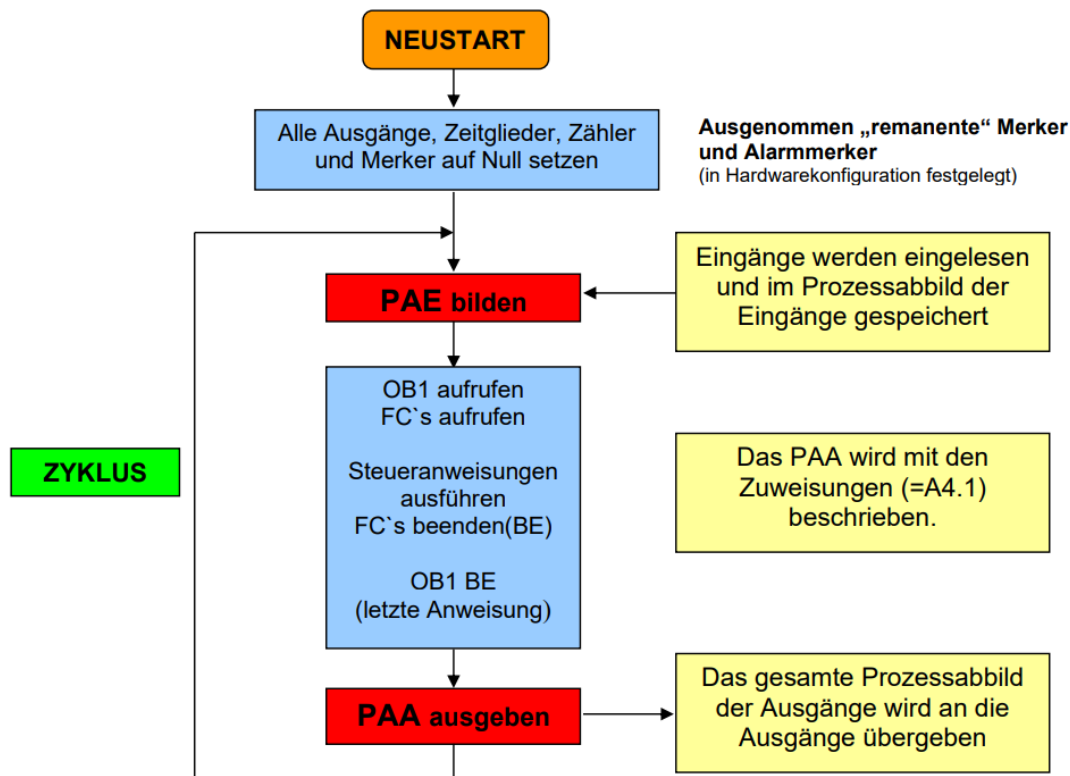 NEUSTART
Alle Ausgänge, Zeitglieder, Zähler
und Merker auf Null setzen
Ausgenommen „remanente“ Merker
und Alarmmerker
(in Hardwarekonfiguration festgelegt)
PAE bilden
Eingänge werden eingelesen
und im Prozessabbild der
Eingänge gespeichert
OB1 aufrufen
FC`s aufrufen
Steueranweisungen
ausführen
FC`s beenden(BE)
OB1 BE
(letzte Anweisung)
ZYKLUS
Das PAA wird mit den
Zuweisungen (=A4.1)
beschrieben.
PAA ausgeben
Das gesamte Prozessabbild
der Ausgänge wird an die
Ausgänge übergeben